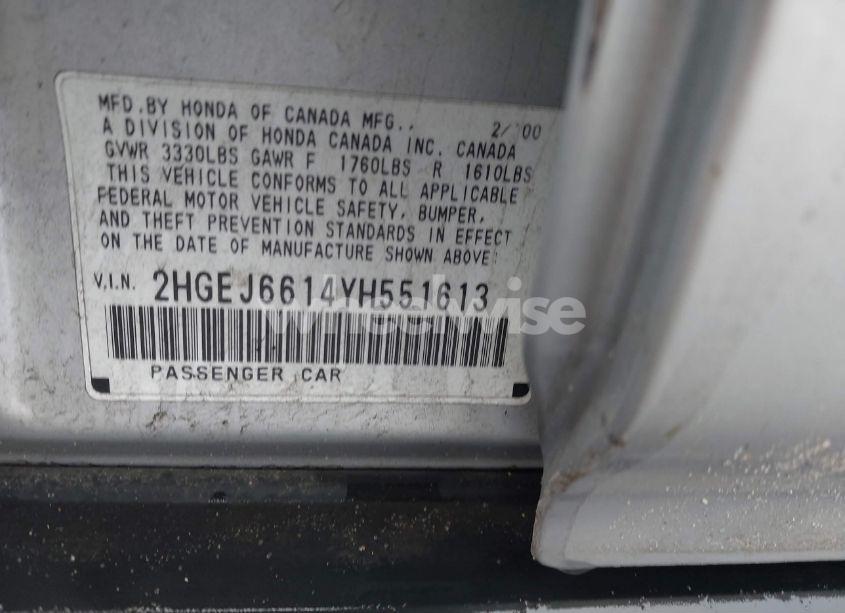 MFD.BY HONDA OF CANADA MFG., 2/00
A DIVISION OF HONDA CANADA INC. CANADA
GVWR 3330LBS GAWR F 1760LBS R 1610LBS
THIS VEHICLE CONFORMS TO ALL APPLICABLE
FEDERAL MOTOR VEHICLE SAFETY, BUMPER,
AND THEFT PREVENTION STANDARDS IN EFFECT
ON THE DATE OF MANUFACTURE SHOWN ABOVE:
V.I.N. 2HGEJ6614YH551613
wheelwise
PASSENGER CAR